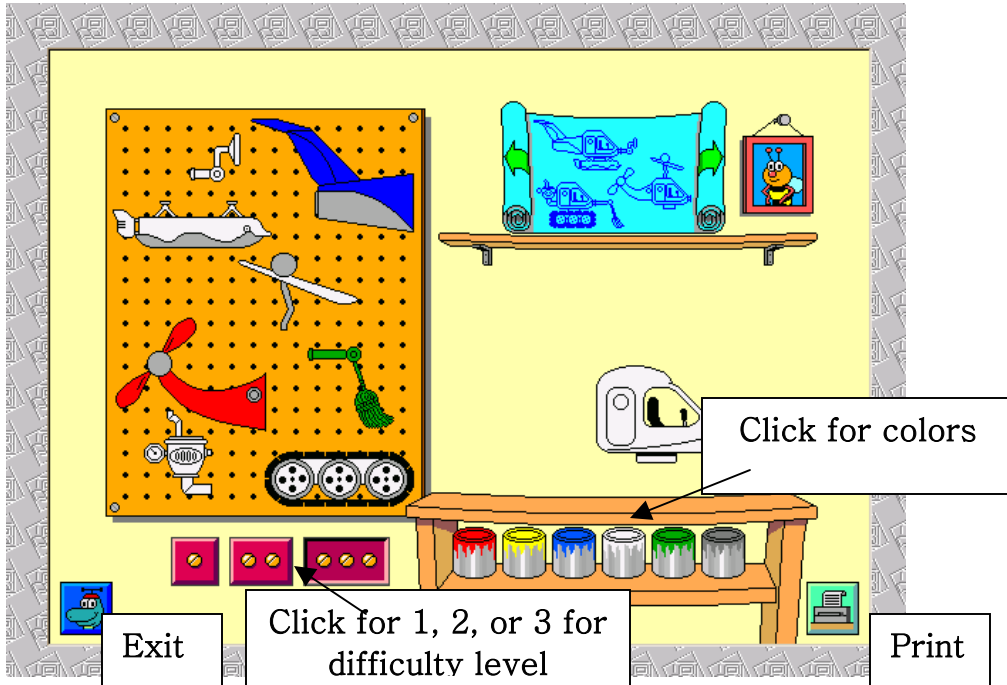 Click for colors
Click for 1, 2, or 3 for
difficulty level
Exit
Print